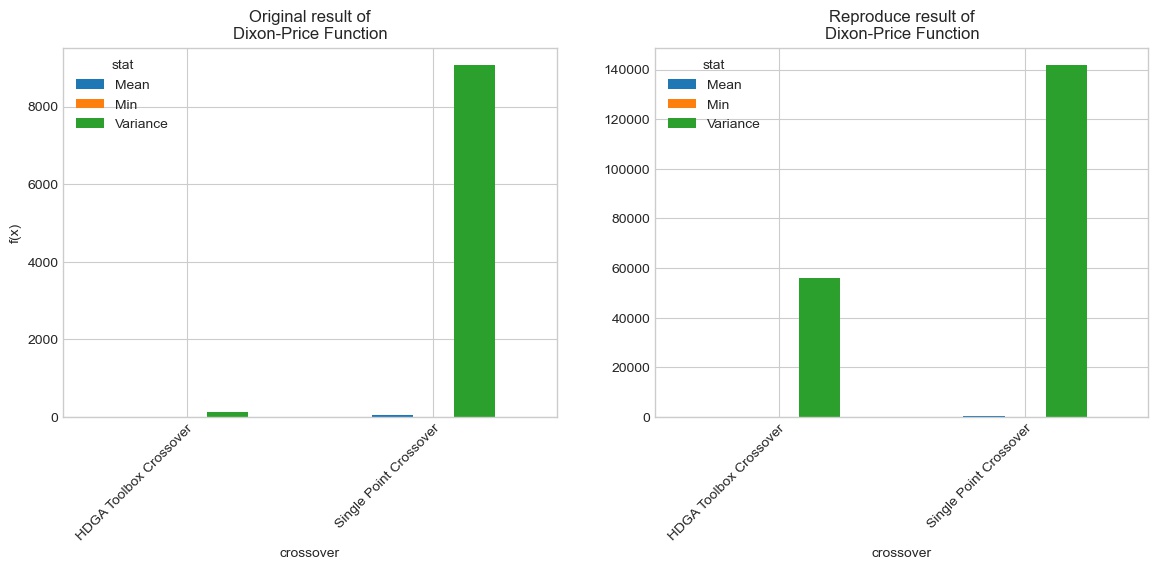 Original result of
Dixon-Price Function
stat
Mean
Min
Variance
8000
6000
4000
2000
0
f(x)
HDGA Toolbox Crossover
Single Point Crossover
crossover
Reproduce result of
Dixon-Price Function
stat
Mean
Min
Variance
140000
120000
100000
80000
60000
40000
20000
0
HDGA Toolbox Crossover
Single Point Crossover
crossover